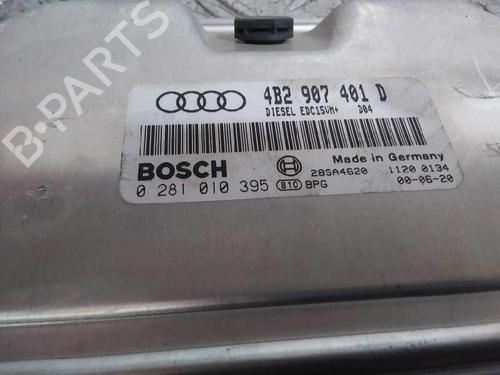 B-PARTS
4B2 907 401 D
DIESEL EDC15VM+ D04
BOSCH
Made in Germany
28SA4620 1120 0134
0 281 010 395 810 BPG 00-06-20